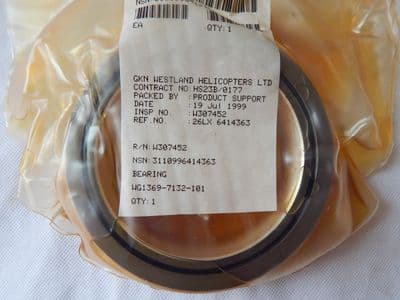 EA QTY: 1
GKN WESTLAND HELICOPTERS LTD
CONTRACT NO:HS23B/0177
PACKED BY :PRODUCT SUPPORT
DATE :19 Jul 1999
INSP NO. :W307452
REF.NO. :26LX 6414363
R/N:W307452
NSN: 3110996414363
BEARING
WG1369-7132-101
QTY: 1